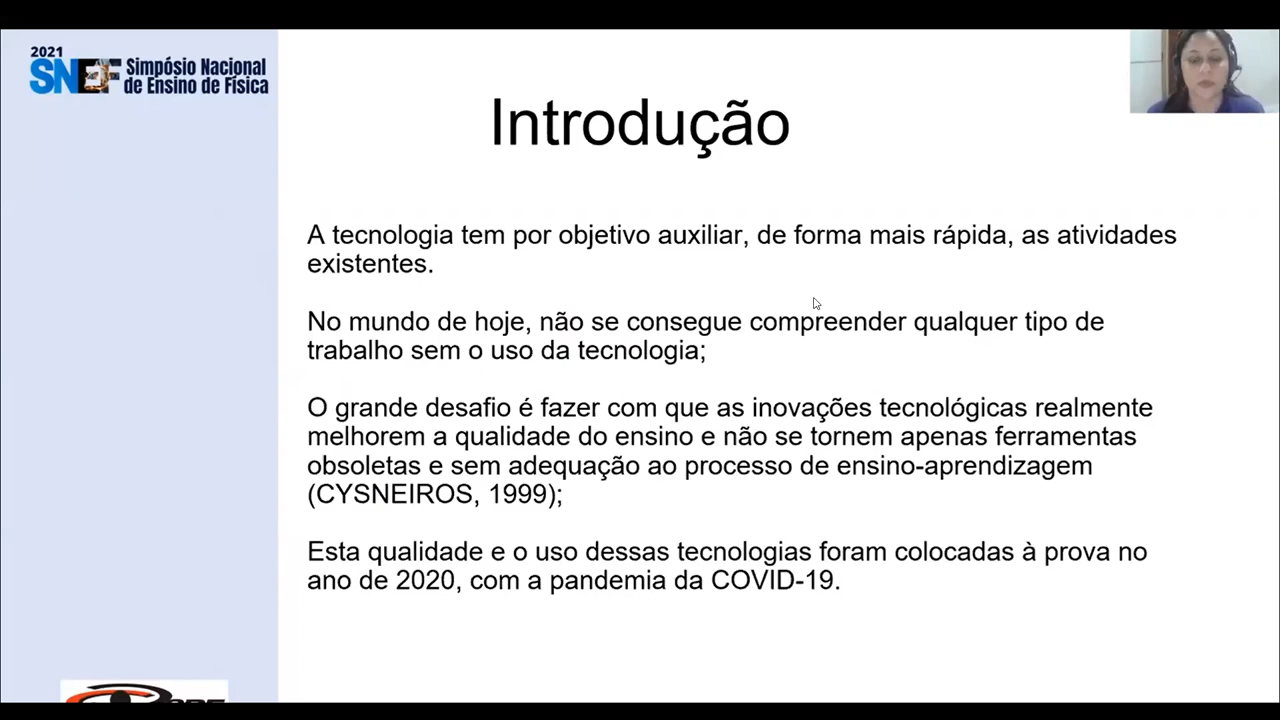 2021
SNEF Simpósio Nacional
de Ensino de Física
Introdução
A tecnologia tem por objetivo auxiliar, de forma mais rápida, as atividades
existentes.
No mundo de hoje, não se consegue compreender qualquer tipo de
trabalho sem o uso da tecnologia;
O grande desafio é fazer com que as inovações tecnológicas realmente
melhorem a qualidade do ensino e não se tornem apenas ferramentas
obsoletas e sem adequação ao processo de ensino-aprendizagem
(CYSNEIROS, 1999);
Esta qualidade e o uso dessas tecnologias foram colocadas à prova no
ano de 2020, com a pandemia da COVID-19.